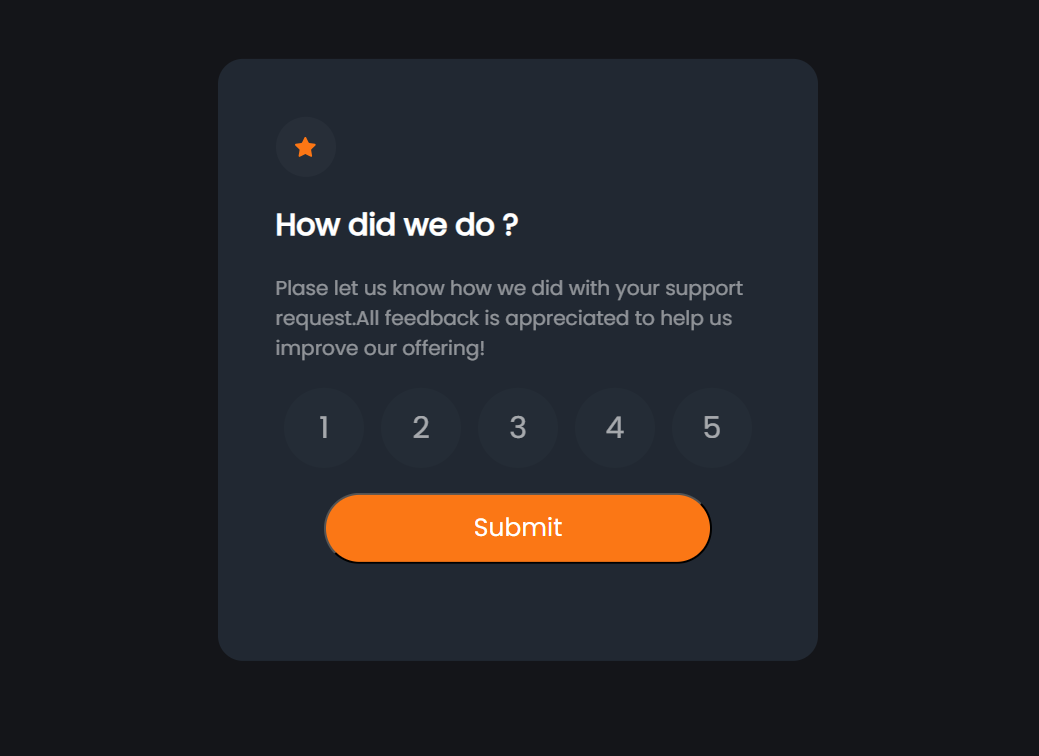 How did we do ?
Plase let us know how we did with your support
request.All feedback is appreciated to help us
improve our offering!
1 2 3 4 5
Submit